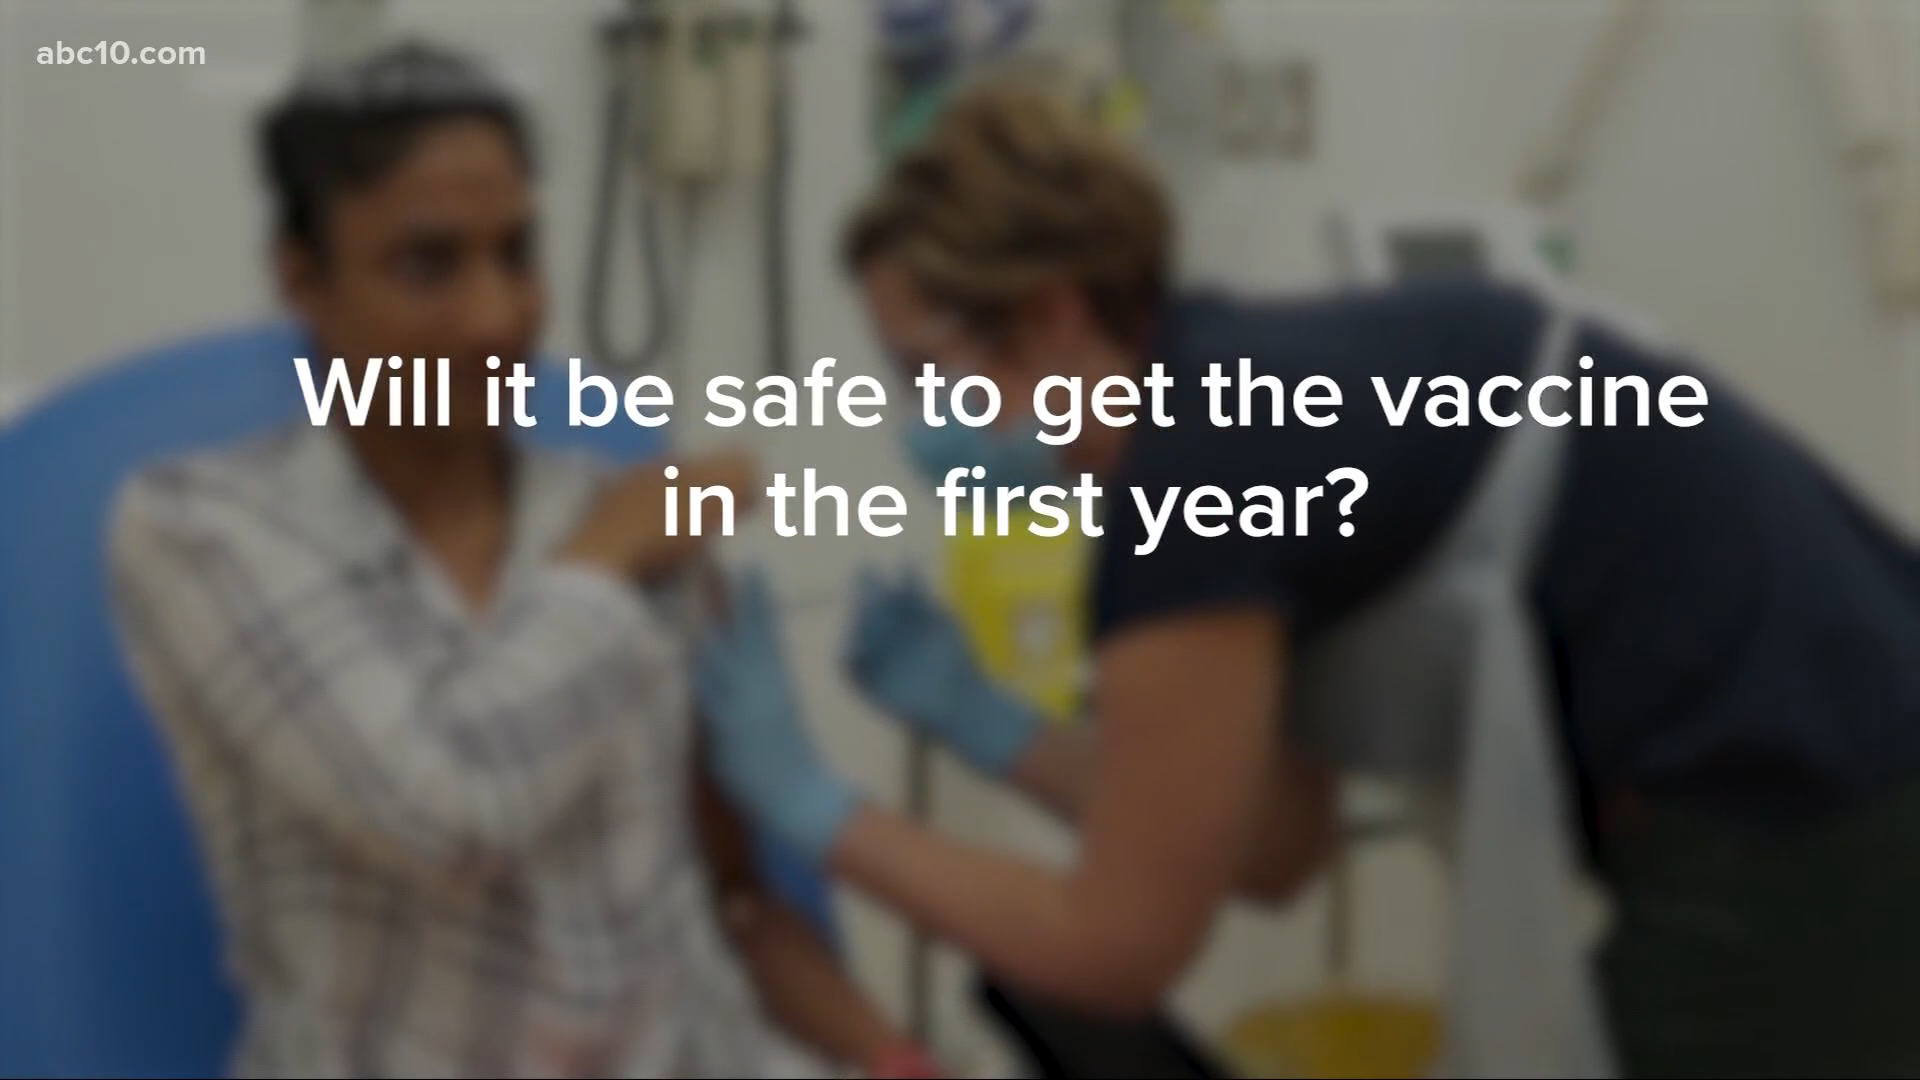 abc10.com
Will it be safe to get the vaccine
in the first year?